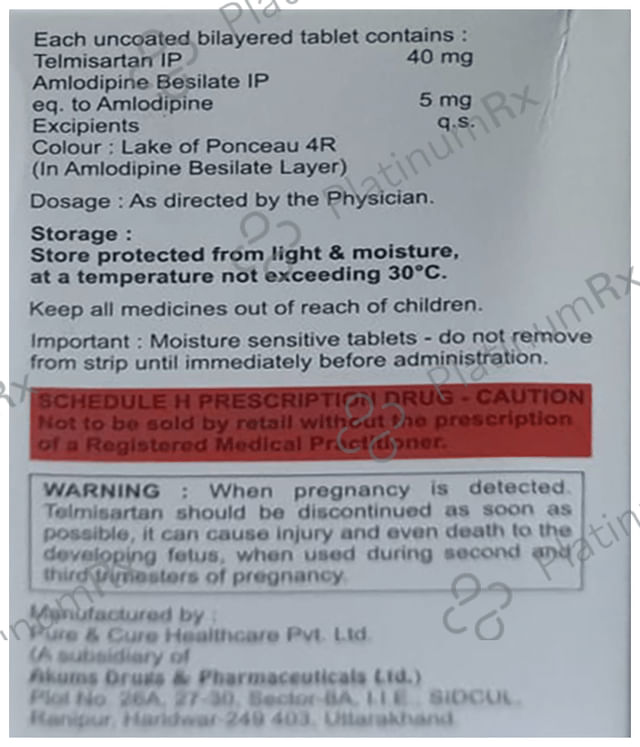 Each uncoated bilayered tablet contains :
Telmisartan IP 40 mg
Amlodipine Besilate IP
eq. to Amlodipine 5 mg
Excipients q.s.
Colour : Lake of Ponceau 4R
(In Amlodipine Besilate Layer)
Dosage : As directed by the Physician.
Storage :
Store protected from light & moisture,
at a temperature not exceeding 30°C.
Keep all medicines out of reach of children.
Important : Moisture sensitive tablets - do not remove
from strip until immediately before administration.
SCHEDULE H PRESCRIPTION DRUG - CAUTION
Not to be sold by retail without the prescription
of a Registered Medical Practitioner.
WARNING : When pregnancy is detected.
Telmisartan should be discontinued as soon as
possible, it can cause injury and even death to the
developing fetus, when used during second and
third trimesters of pregnancy.
Manufactured by :
Pure & Cure Healthcare Pvt. Ltd.
(A subsidiary of
Akums Drugs & Pharmaceuticals Ltd.)
Plot No. 26A, 27-30, Sector-8A, I.I.E., SIDCUL,
Ranipur, Haridwar-249 403, Uttarakhand.
PlatinumRx
PlatinumRx